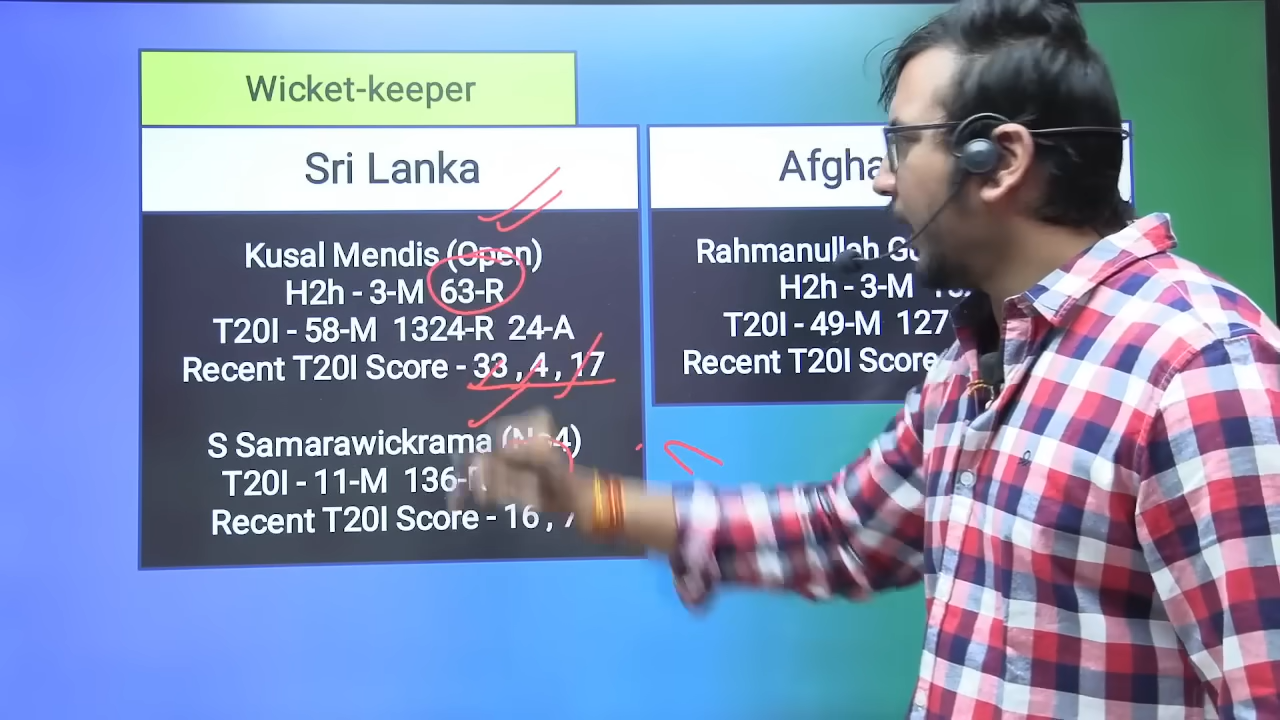 Wicket-keeper
Sri Lanka
Kusal Mendis (Open)
H2h - 3-M 63-R
T20I - 58-M 1324-R 24-A
Recent T20I Score - 33 , 4 , 17
S Samarawickrama (No4)
T20I - 11-M 136-R
Recent T20I Score - 16 ,
Rahmanullah
H2h - 3-M
T20I - 49-M 127
Recent T20I Score